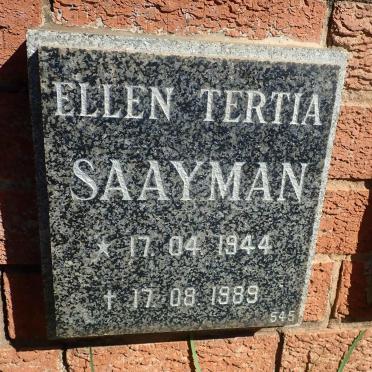 ELLEN TERTIA
SAAYMAN
* 17 04 1944
† 17 08 1989
545